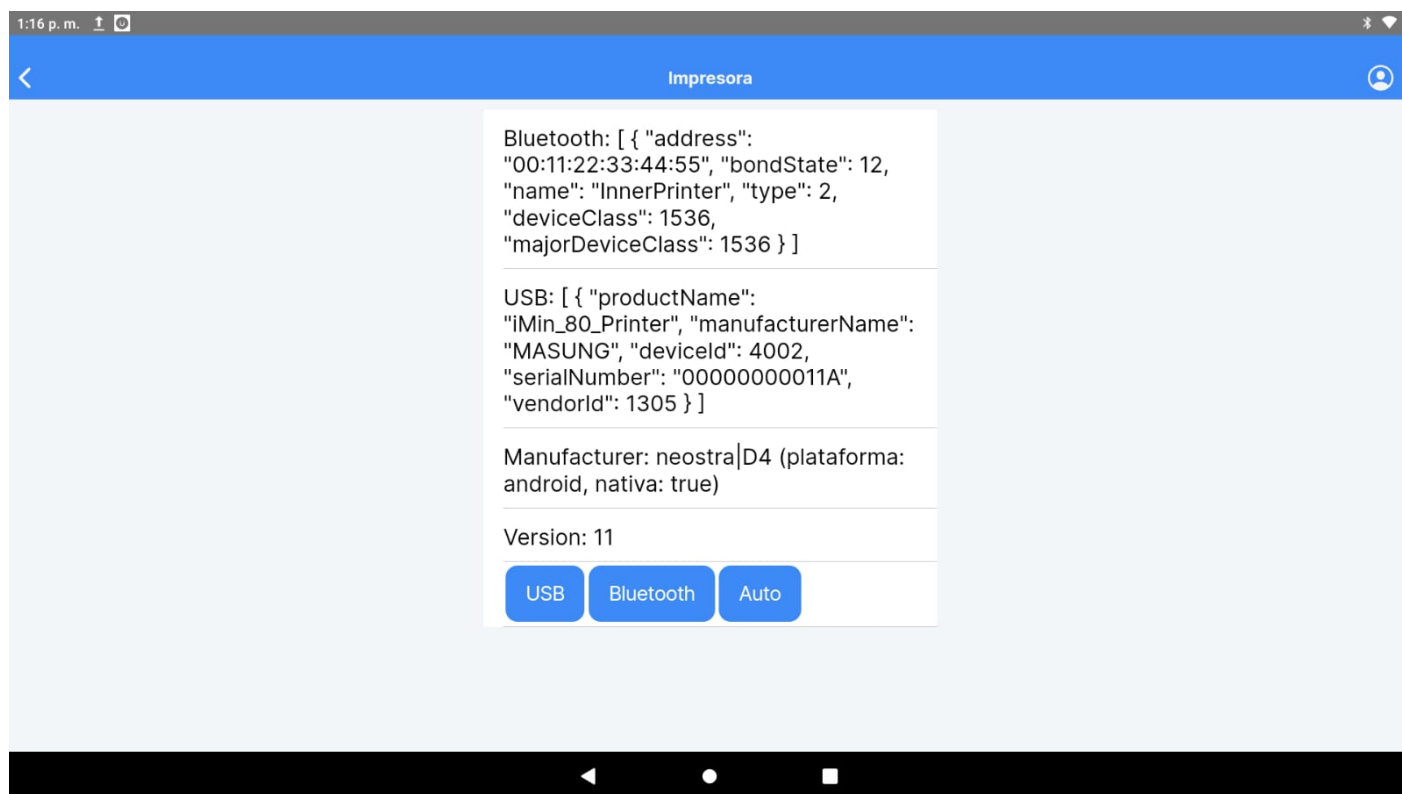 1:16 p. m.
Impresora
Bluetooth: [ { "address":
"00:11:22:33:44:55", "bondState": 12,
"name": "InnerPrinter", "type": 2,
"deviceClass": 1536,
"majorDeviceClass": 1536 } ]
USB: [ { "productName":
"iMin_80_Printer", "manufacturerName":
"MASUNG", "deviceId": 4002,
"serialNumber": "00000000011A",
"vendorId": 1305 } ]
Manufacturer: neostra|D4 (plataforma:
android, nativa: true)
Version: 11
USB Bluetooth Auto